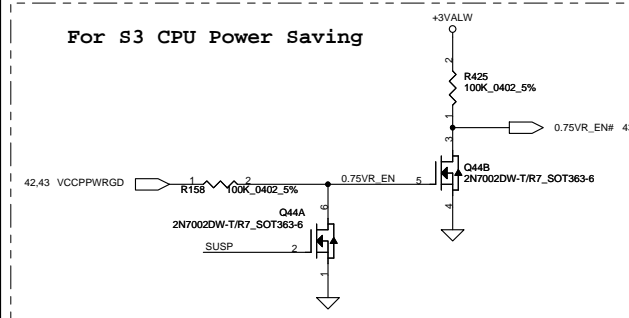 For S3 CPU Power Saving
+3VALW
2
R425
100K_0402_5%
1
0.75VR_EN# 43
3
Q44B
2N7002DW-T/R7_SOT363-6
42,43 VCCPPWRGD
1 2
R158 100K_0402_5%
0.75VR_EN
5
4
Q44A
2N7002DW-T/R7_SOT363-6
6
SUSP
2
1